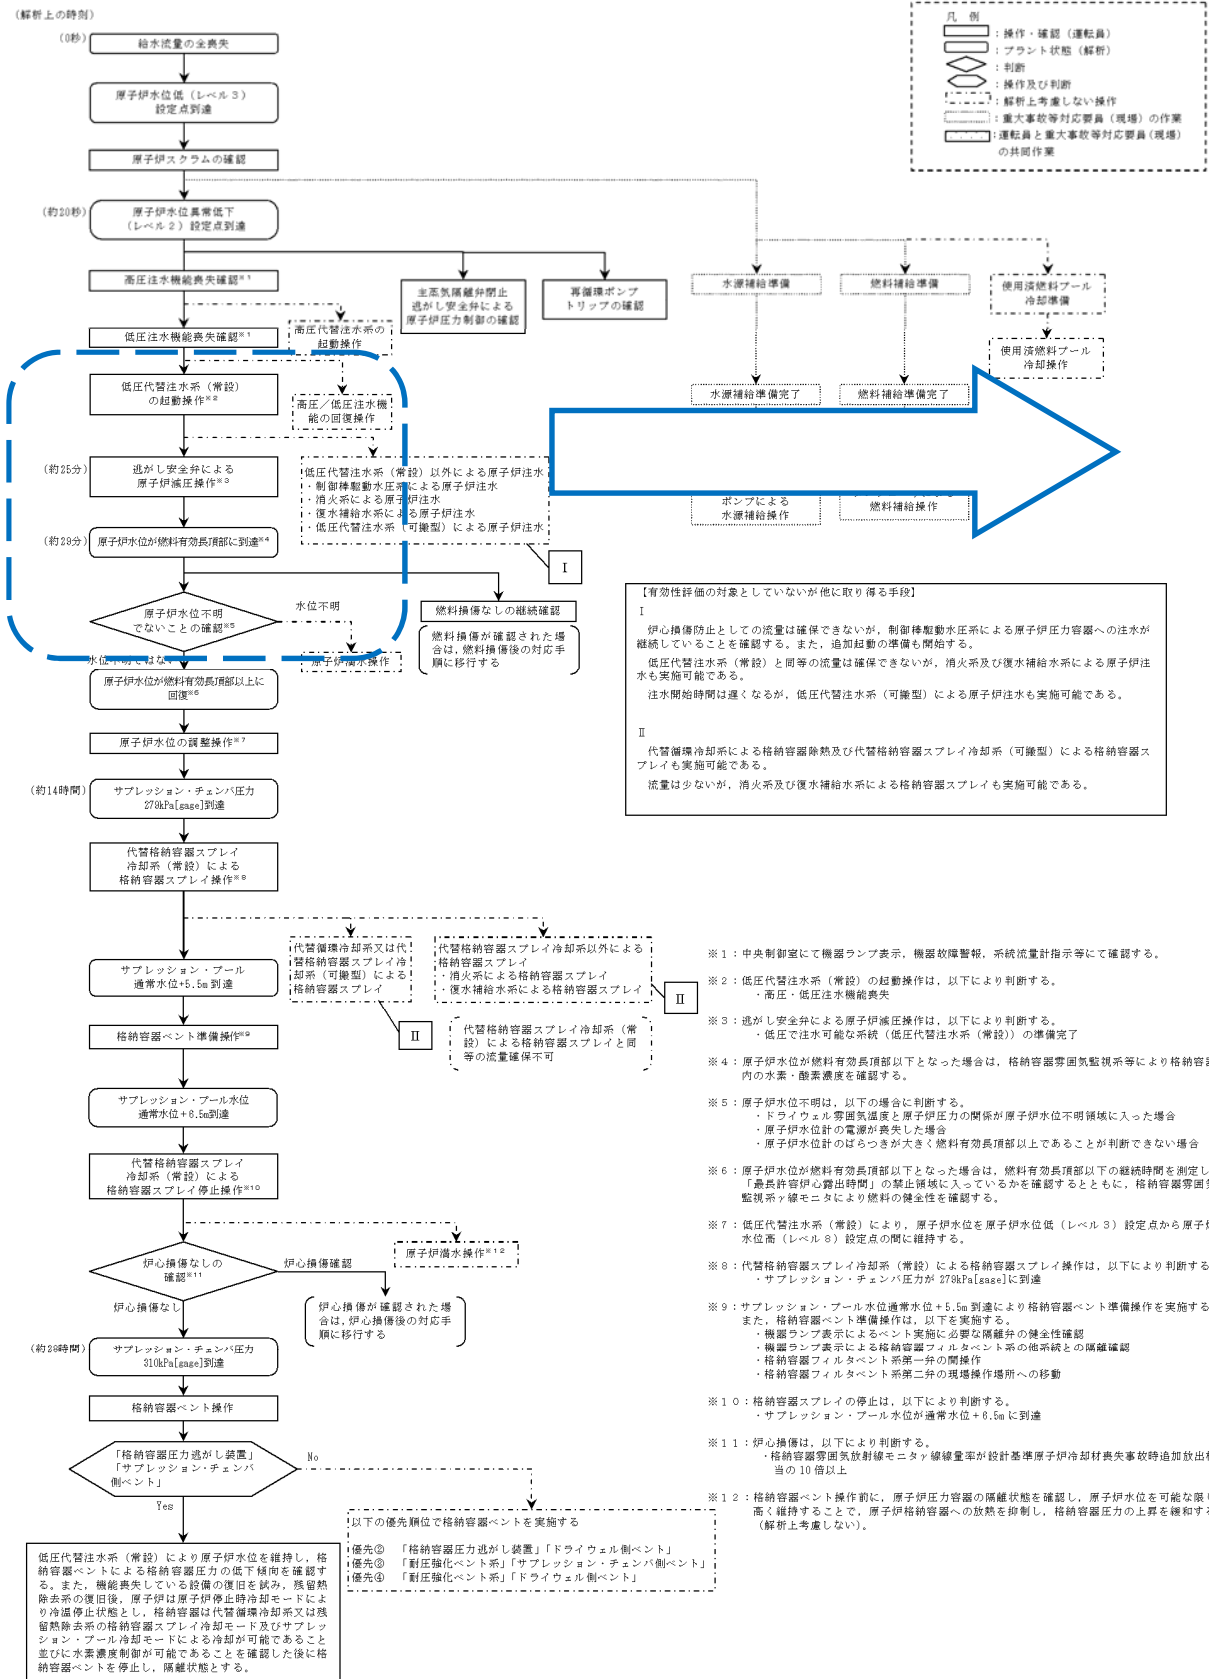 (解析上の時刻)
凡 例
：操作・確認（運転員）
：プラント状態（解析）
：判断
：操作及び判断
：解析上考慮しない操作
：重大事故等対応要員（現場）の作業
：運転員と重大事故等対応要員（現場）
の共同作業
(0秒)
給水流量の全喪失
原子炉水位低（レベル３）
設定点到達
原子炉スクラムの確認
(約20秒)
原子炉水位異常低下
（レベル２）設定点到達
高圧注水機能喪失確認※１
主蒸気隔離弁閉止
逃がし安全弁による
原子炉圧力制御の確認
再循環ポンプ
トリップの確認
水源補給準備
燃料補給準備
使用済燃料プール
冷却準備
低圧注水機能喪失確認※１
高圧代替注水系の
起動操作
使用済燃料プール
冷却操作
低圧代替注水系（常設）
の起動操作※２
高圧／低圧注水機
能の回復操作
水源補給準備完了
燃料補給準備完了
(約25分)
逃がし安全弁による
原子炉減圧操作※３
低圧代替注水系（常設）以外による原子炉注水
・制御棒駆動水圧系による原子炉注水
・消火系による原子炉注水
・復水補給水系による原子炉注水
・低圧代替注水系（可搬型）による原子炉注水
Ⅰ
ポンプによる
水源補給操作
燃料補給操作
(約29分)
原子炉水位が燃料有効長頂部に到達※４
原子炉水位不明
でないことの確認※５
水位不明
原子炉満水操作
燃料損傷なしの継続確認
燃料損傷が確認された場
合は、燃料損傷後の対応手
順に移行する
水位不明ではない
原子炉水位が燃料有効長頂部以上に
回復※６
原子炉水位の調整操作※７
(約14時間)
サプレッション・チェンバ圧力
279kPa[gage]到達
代替格納容器スプレイ
冷却系（常設）による
格納容器スプレイ操作※８
【有効性評価の対象としていないが他に取り得る手段】
Ⅰ
炉心損傷防止としての流量は確保できないが，制御棒駆動水圧系による原子炉圧力容器への注水が
継続していることを確認する。また，追加起動の準備も開始する。
低圧代替注水系（常設）と同等の流量は確保できないが，消火系及び復水補給水系による原子炉注
水も実施可能である。
注水開始時間は遅くなるが，低圧代替注水系（可搬型）による原子炉注水も実施可能である。
Ⅱ
代替循環冷却系による格納容器除熱及び代替格納容器スプレイ冷却系（可搬型）による格納容器ス
プレイも実施可能である。
流量は少ないが，消火系及び復水補給水系による格納容器スプレイも実施可能である。
代替循環冷却系又は代
替格納容器スプレイ冷
却系（可搬型）による
格納容器スプレイ
Ⅱ
代替格納容器スプレイ冷却系以外による
格納容器スプレイ
・消火系による格納容器スプレイ
・復水補給水系による格納容器スプレイ
Ⅱ
代替格納容器スプレイ冷却系（常
設）による格納容器スプレイと同
等の流量確保不可
サプレッション・プール
通常水位+5.5m到達
格納容器ベント準備操作※９
サプレッション・プール水位
通常水位＋6.5m到達
代替格納容器スプレイ
冷却系（常設）による
格納容器スプレイ停止操作※１０
原子炉満水操作※１２
炉心損傷なしの
確認※１１
炉心損傷確認
炉心損傷が確認された場
合は、炉心損傷後の対応手
順に移行する
炉心損傷なし
(約28時間)
サプレッション・チェンバ圧力
310kPa[gage]到達
格納容器ベント操作
「格納容器圧力逃がし装置」
「サプレッション・チェンバ
側ベント」
No
Yes
以下の優先順位で格納容器ベントを実施する
優先② 「格納容器圧力逃がし装置」「ドライウェル側ベント」
優先③ 「耐圧強化ベント系」「サプレッション・チェンバ側ベント」
優先④ 「耐圧強化ベント系」「ドライウェル側ベント」
低圧代替注水系（常設）により原子炉水位を維持し，格
納容器ベントによる格納容器圧力の低下傾向を確認す
る。また，機能喪失している設備の復旧を試み，残留熱
除去系の復旧後，原子炉は原子炉停止時冷却モードによ
り冷温停止状態とし，格納容器は代替循環冷却系又は残
留熱除去系の格納容器スプレイ冷却モード及びサプレッ
ション・プール冷却モードによる冷却が可能であること
並びに水素濃度制御が可能であることを確認した後に格
納容器ベントを停止し，隔離状態とする。
※１：中央制御室にて機器ランプ表示，機器故障警報，系統流量計指示等にて確認する。
※２：低圧代替注水系（常設）の起動操作は，以下により判断する。
・高圧・低圧注水機能喪失
※３：逃がし安全弁による原子炉減圧操作は，以下により判断する。
・低圧で注水可能な系統（低圧代替注水系（常設））の準備完了
※４：原子炉水位が燃料有効長頂部以下となった場合は，格納容器雰囲気監視系等により格納容器
内の水素・酸素濃度を確認する。
※５：原子炉水位不明は，以下の場合に判断する。
・ドライウェル雰囲気温度と原子炉圧力の関係が原子炉水位不明領域に入った場合
・原子炉水位計の電源が喪失した場合
・原子炉水位計のばらつきが大きく燃料有効長頂部以上であることが判断できない場合
※６：原子炉水位が燃料有効長頂部以下となった場合は，燃料有効長頂部以下の継続時間を測定し
「最長許容炉心露出時間」の禁止領域に入っているかを確認するとともに，格納容器雰囲気
監視系γ線モニタにより燃料の健全性を確認する。
※７：低圧代替注水系（常設）により，原子炉水位を原子炉水位低（レベル３）設定点から原子炉
水位高（レベル８）設定点の間に維持する。
※８：代替格納容器スプレイ冷却系（常設）による格納容器スプレイ操作は，以下により判断する
・サプレッション・チェンバ圧力が 279kPa[gage]に到達
※９：サプレッション・プール水位通常水位＋5.5m到達により格納容器ベント準備操作を実施する
また，格納容器ベント準備操作は，以下を実施する。
・機器ランプ表示によるベント実施に必要な隔離弁の健全性確認
・機器ランプ表示による格納容器フィルタベント系の他系統との隔離確認
・格納容器フィルタベント系第一弁の開操作
・格納容器フィルタベント系第二弁の現場操作場所への移動
※１０：格納容器スプレイの停止は，以下により判断する。
・サプレッション・プール水位が通常水位＋6.5mに到達
※１１：炉心損傷は，以下により判断する。
・格納容器雰囲気放射線モニタγ線線量率が設計基準原子炉冷却材喪失事故時追加放出相
当の10倍以上
※１２：格納容器ベント操作前に，原子炉圧力容器の隔離状態を確認し，原子炉水位を可能な限り
高く維持することで，原子炉格納容器への放熱を抑制し，格納容器圧力の上昇を緩和する
（解析上考慮しない）。